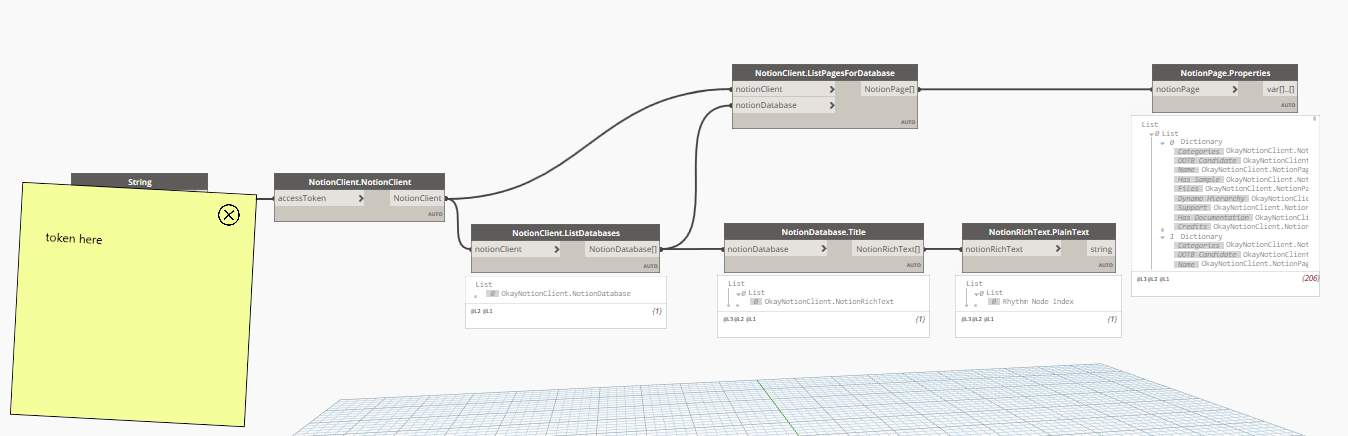 String
token here
NotionClient.NotionClient
accessToken > NotionClient
AUTO
NotionClient.ListDatabases
notionClient > NotionDatabase[]
AUTO
List
0 OkayNotionClient.NotionDatabase
@L2 @L1 {1}
NotionClient.ListPagesForDatabase
notionClient > NotionPage[]
notionDatabase >
AUTO
NotionDatabase.Title
notionDatabase > NotionRichText[]
AUTO
List
0 List
0 OkayNotionClient.NotionRichText
@L3 @L2 @L1 {1}
NotionRichText.PlainText
notionRichText > string
AUTO
List
0 List
0 Rhythm Node Index
@L3 @L2 @L1 {1}
NotionPage.Properties
notionPage > var[]..[]
AUTO
List
0 List
0 Dictionary
Categories OkayNotionClient.Not
OOTB Candidate OkayNotionClient
Name OkayNotionClient.NotionPag
Has Sample OkayNotionClient.Not
Files OkayNotionClient.NotionPa
Dynamo Hierarchy OkayNotionClie
Support OkayNotionClient.Notion
Has Documentation OkayNotionCli
Credits OkayNotionClient.Notion
1 Dictionary
Categories OkayNotionClient.Not
OOTB Candidate OkayNotionClient
Name OkayNotionClient.NotionPag
@L3 @L2 @L1 {206}